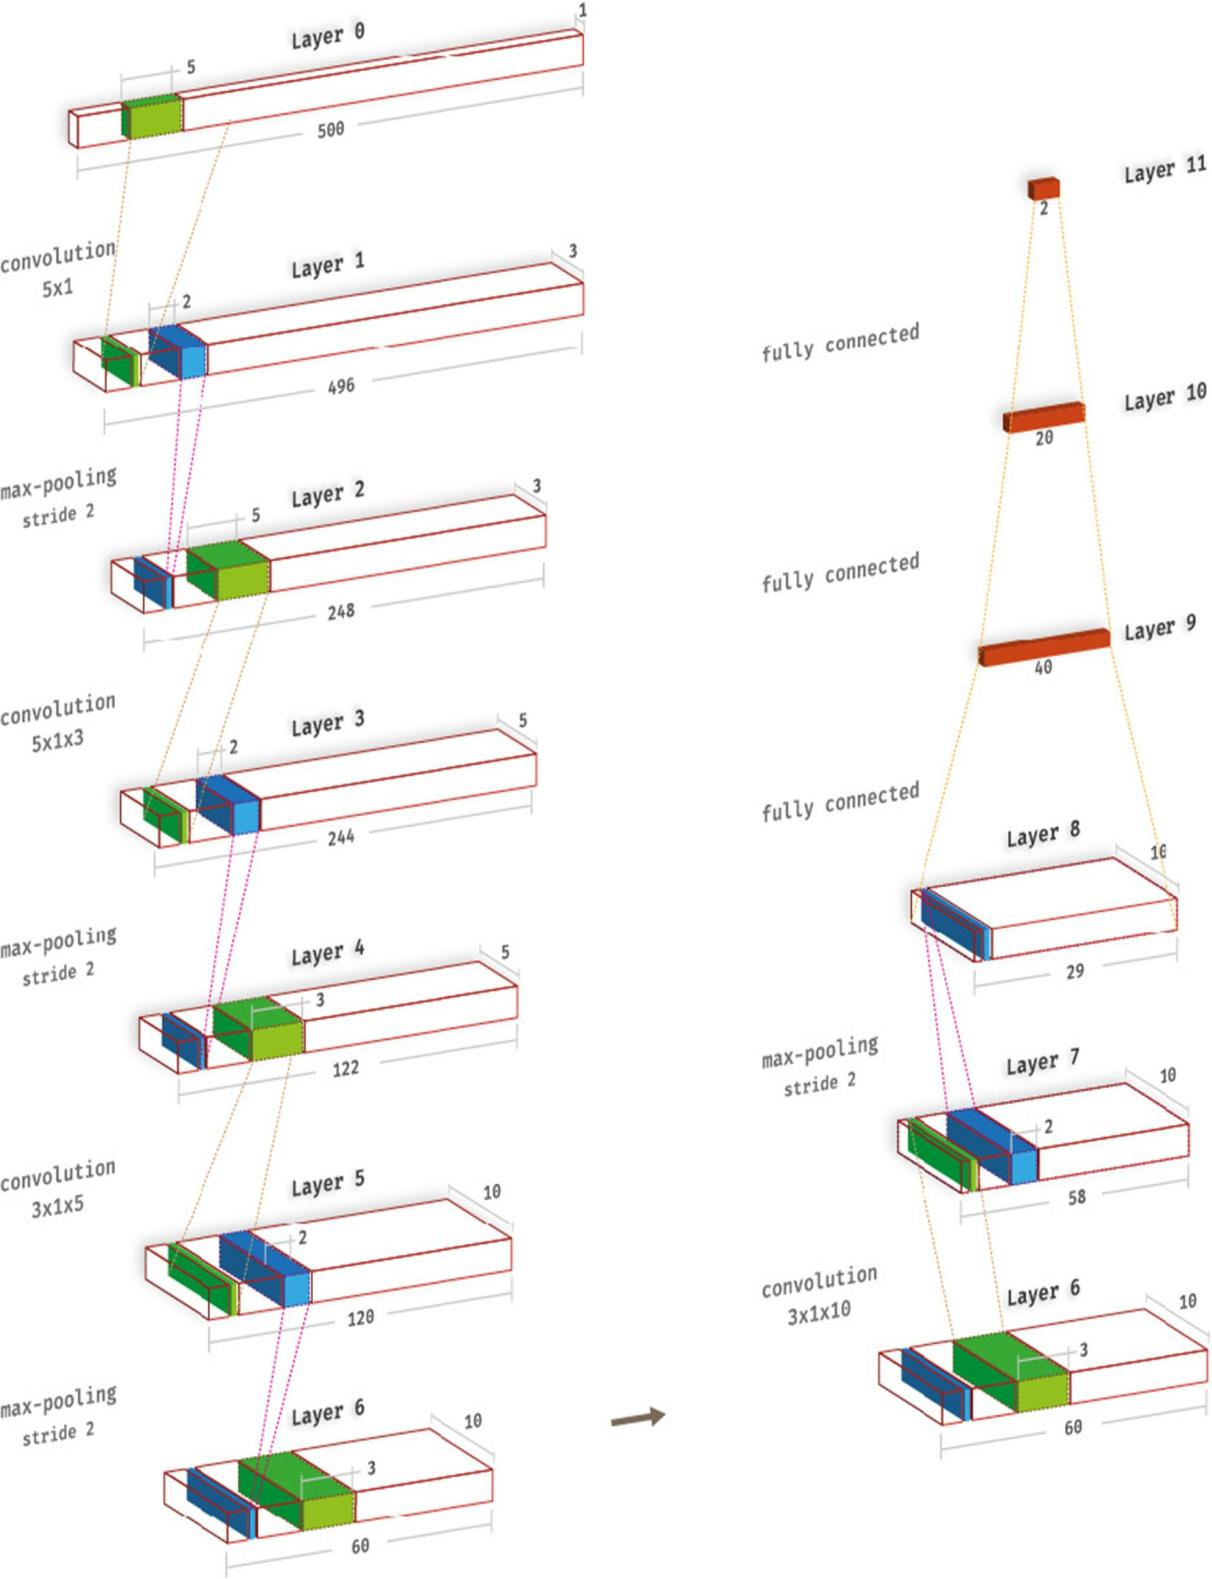 Layer 0
1
5
500
convolution
5x1
Layer 1
3
2
496
max-pooling
stride 2
Layer 2
3
5
248
convolution
5x1x3
Layer 3
5
2
244
max-pooling
stride 2
Layer 4
5
3
122
convolution
3x1x5
Layer 5
10
2
120
max-pooling
stride 2
Layer 6
10
3
60
Layer 11
2
fully connected
Layer 10
20
fully connected
Layer 9
40
fully connected
Layer 8
10
29
max-pooling
stride 2
Layer 7
10
2
58
convolution
3x1x10
Layer 6
10
3
60